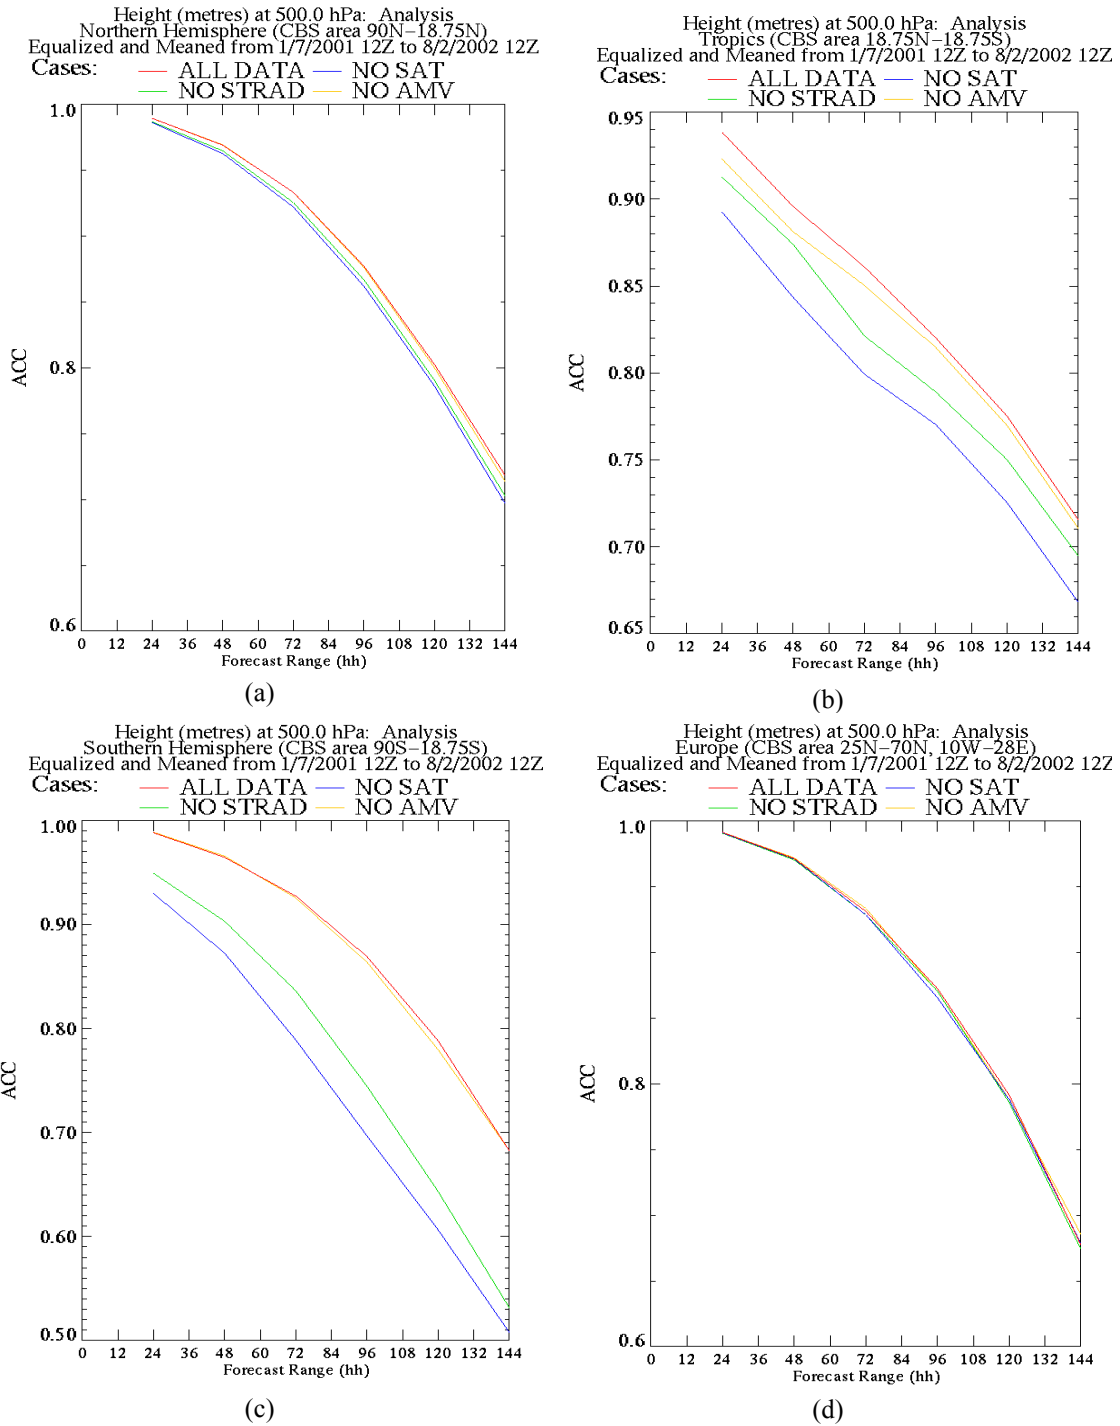 Height (metres) at 500.0 hPa: Analysis
Northern Hemisphere (CBS area 90N-18.75N)
Equalized and Meaned from 1/7/2001 12Z to 8/2/2002 12Z
Cases:
ALL DATA
NO SAT
NO STRAD
NO AMV
1.0
0.8
0.6
ACC
0 12 24 36 48 60 72 84 96 108 120 132 144
Forecast Range (hh)
(a)
Height (metres) at 500.0 hPa: Analysis
Tropics (CBS area 18.75N-18.75S)
Equalized and Meaned from 1/7/2001 12Z to 8/2/2002 12Z
Cases:
ALL DATA
NO SAT
NO STRAD
NO AMV
0.95
0.90
0.85
0.80
0.75
0.70
0.65
ACC
0 12 24 36 48 60 72 84 96 108 120 132 144
Forecast Range (hh)
(b)
Height (metres) at 500.0 hPa: Analysis
Southern Hemisphere (CBS area 90S-18.75S)
Equalized and Meaned from 1/7/2001 12Z to 8/2/2002 12Z
Cases:
ALL DATA
NO SAT
NO STRAD
NO AMV
1.00
0.90
0.80
0.70
0.60
0.50
ACC
0 12 24 36 48 60 72 84 96 108 120 132 144
Forecast Range (hh)
(c)
Height (metres) at 500.0 hPa: Analysis
Europe (CBS area 25N-70N, 10W-28E)
Equalized and Meaned from 1/7/2001 12Z to 8/2/2002 12Z
Cases:
ALL DATA
NO SAT
NO STRAD
NO AMV
1.0
0.8
0.6
ACC
0 12 24 36 48 60 72 84 96 108 120 132 144
Forecast Range (hh)
(d)